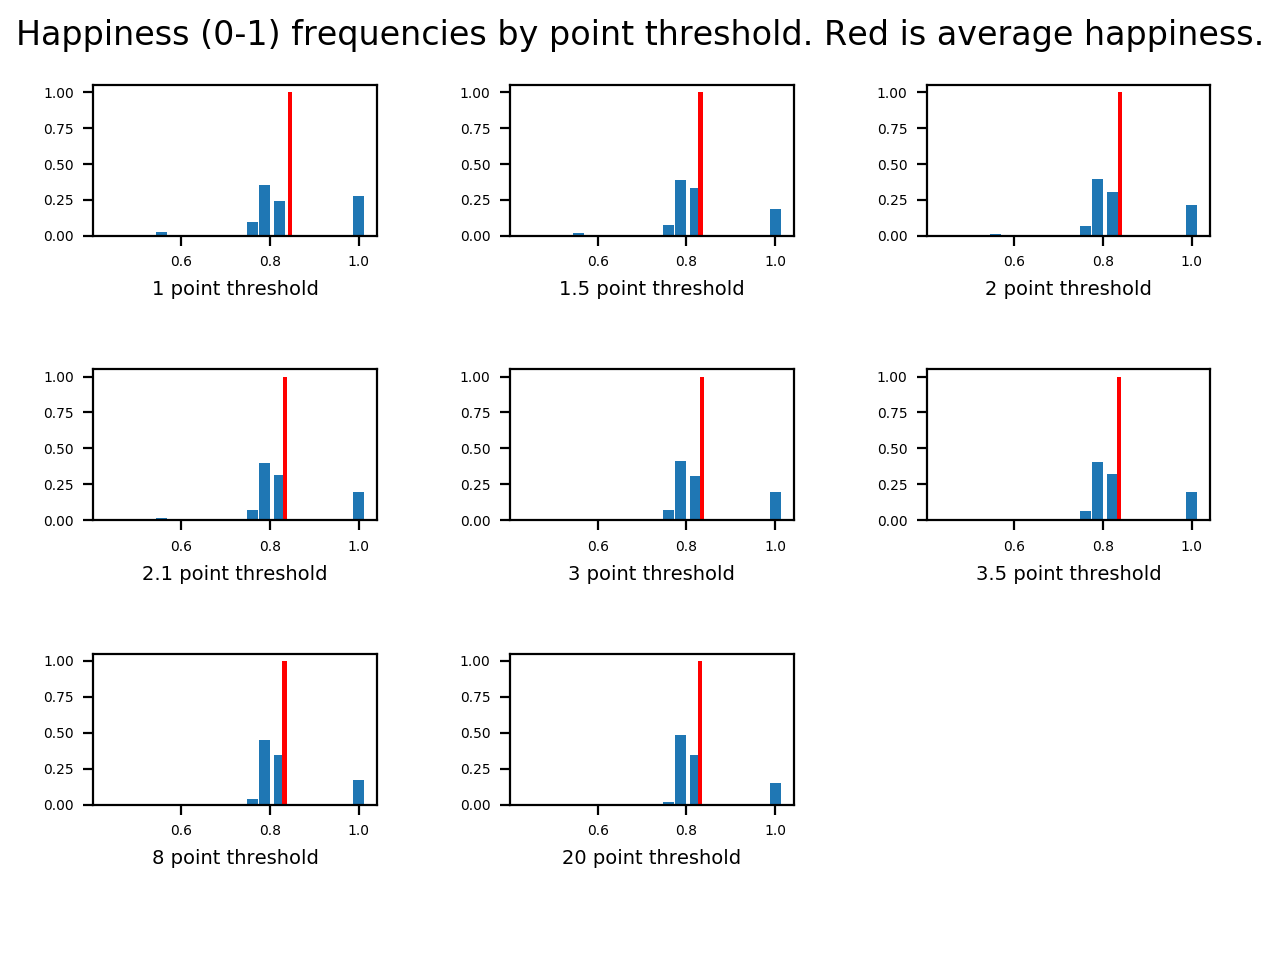 Happiness (0-1) frequencies by point threshold. Red is average happiness.
1.00 1.00 1.00
0.75 0.75 0.75
0.50 0.50 0.50
0.25 0.25 0.25
0.00 0.00 0.00
0.6 0.8 1.0 0.6 0.8 1.0 0.6 0.8 1.0
1 point threshold 1.5 point threshold 2 point threshold
1.00 1.00 1.00
0.75 0.75 0.75
0.50 0.50 0.50
0.25 0.25 0.25
0.00 0.00 0.00
0.6 0.8 1.0 0.6 0.8 1.0 0.6 0.8 1.0
2.1 point threshold 3 point threshold 3.5 point threshold
1.00 1.00
0.75 0.75
0.50 0.50
0.25 0.25
0.00 0.00
0.6 0.8 1.0 0.6 0.8 1.0
8 point threshold 20 point threshold